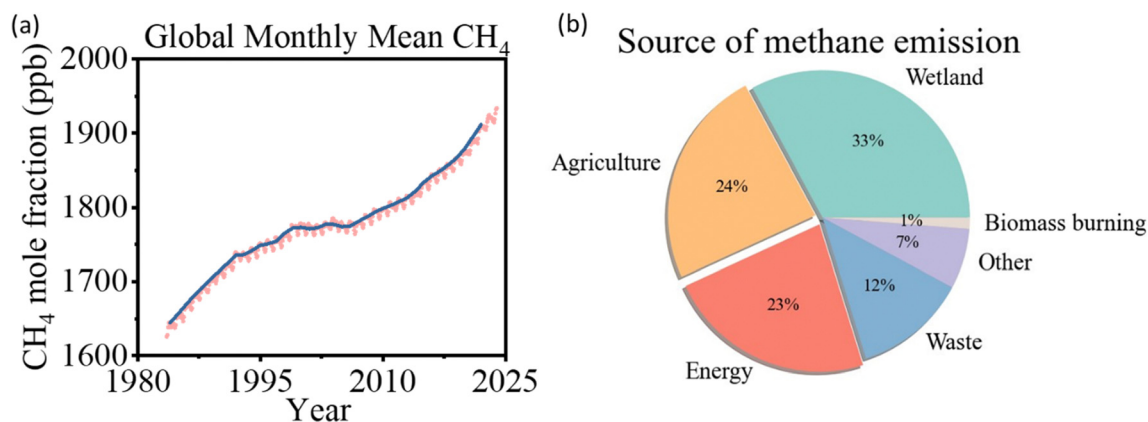 (a)
Global Monthly Mean CH₄
CH₄ mole fraction (ppb)
2000
1900
1800
1700
1600
1980
1995
2010
2025
Year
(b)
Source of methane emission
Wetland
33%
Agriculture
24%
1%
Biomass burning
7%
Other
12%
Waste
23%
Energy